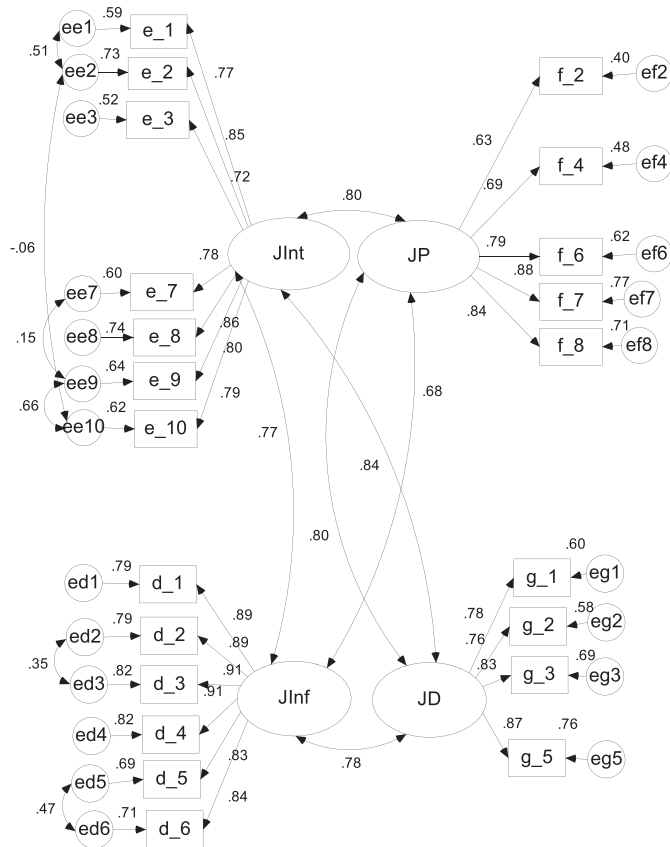 ee1 .59 e_1
.51 ee2 .73 e_2
.77
ee3 .52 e_3
.85
.72
-.06
ee7 .60 e_7 .78
ee8 .74 e_8 .86
.15
ee9 .64 e_9 .80
.66
ee10 .62 e_10 .79
JInt
.80
JP
f_2 .40 ef2
.63
f_4 .48 ef4
.69
.79 f_6 .62 ef6
.88 f_7 .77 ef7
.84 f_8 .71 ef8
.68
.77
.84
.80
ed1 .79 d_1 .89
ed2 .79 d_2 .89
.35
ed3 .82 d_3 .91
ed4 .82 d_4 .91
ed5 .69 d_5 .83
.47
ed6 .71 d_6 .84
JInf
.78
JD
.78 g_1 .60 eg1
.76 g_2 .58 eg2
.83 g_3 .69 eg3
.87 g_5 .76 eg5